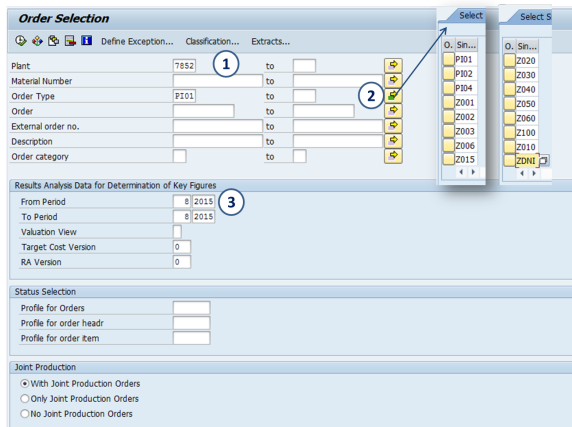 Order Selection
Define Exception... Classification... Extracts...
Plant 7852 to
1
Material Number to
Order Type PI01 to
2
Order to
External order no. to
Description to
Order category to
Select
O. Sin...
PI01
PI02
PI04
Z001
Z002
Z003
Z006
Z015
Select S
O. Sin...
Z020
Z030
Z040
Z050
Z060
Z100
Z010
ZDNI
Results Analysis Data for Determination of Key Figures
From Period 8 2015
3
To Period 8 2015
Valuation View
Target Cost Version 0
RA Version 0
Status Selection
Profile for Orders
Profile for order headr
Profile for order item
Joint Production
With Joint Production Orders
Only Joint Production Orders
No Joint Production Orders